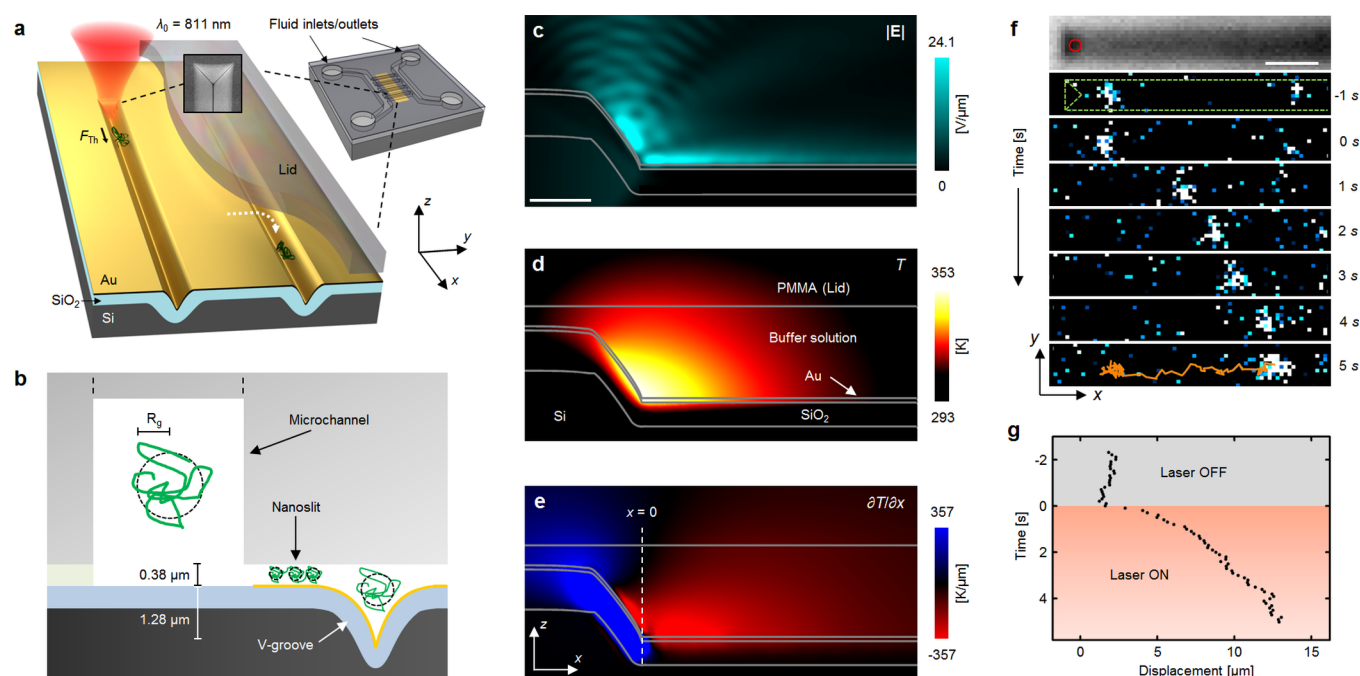 a
λ0 = 811 nm
Fluid inlets/outlets
FTh
Lid
Au
SiO2
Si
z
y
x
b
Rg
Microchannel
Nanoslit
0.38 µm
1.28 µm
V-groove
c
|E|
24.1
[V/µm]
0
d
T
353
PMMA (Lid)
Buffer solution
[K]
Au
Si
SiO2
293
e
x = 0
∂T/∂x
357
[K/µm]
z
x
-357
f
-1 s
0 s
Time [s]
1 s
2 s
3 s
4 s
y
5 s
x
g
-2
Laser OFF
0
Time [s]
2
Laser ON
4
0 5 10 15
Displacement [µm]